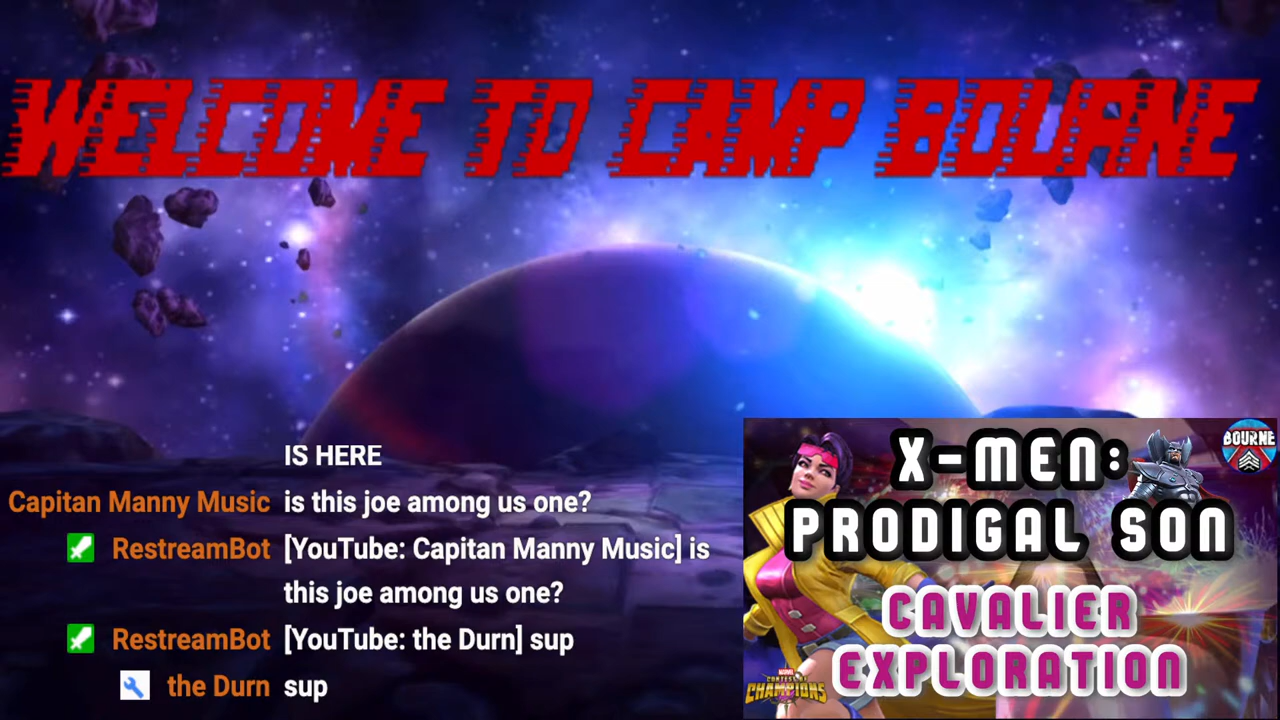 WELCOME TO CAMP BOURNE
IS HERE
Capitan Manny Music is this joe among us one?
RestreamBot [YouTube: Capitan Manny Music] is
this joe among us one?
RestreamBot [YouTube: the Durn] sup
the Durn sup
X-MEN:
BOURNE
PRODIGAL SON
CAVALIER
EXPLORATION
MARVEL
CONTEST OF
CHAMPIONS